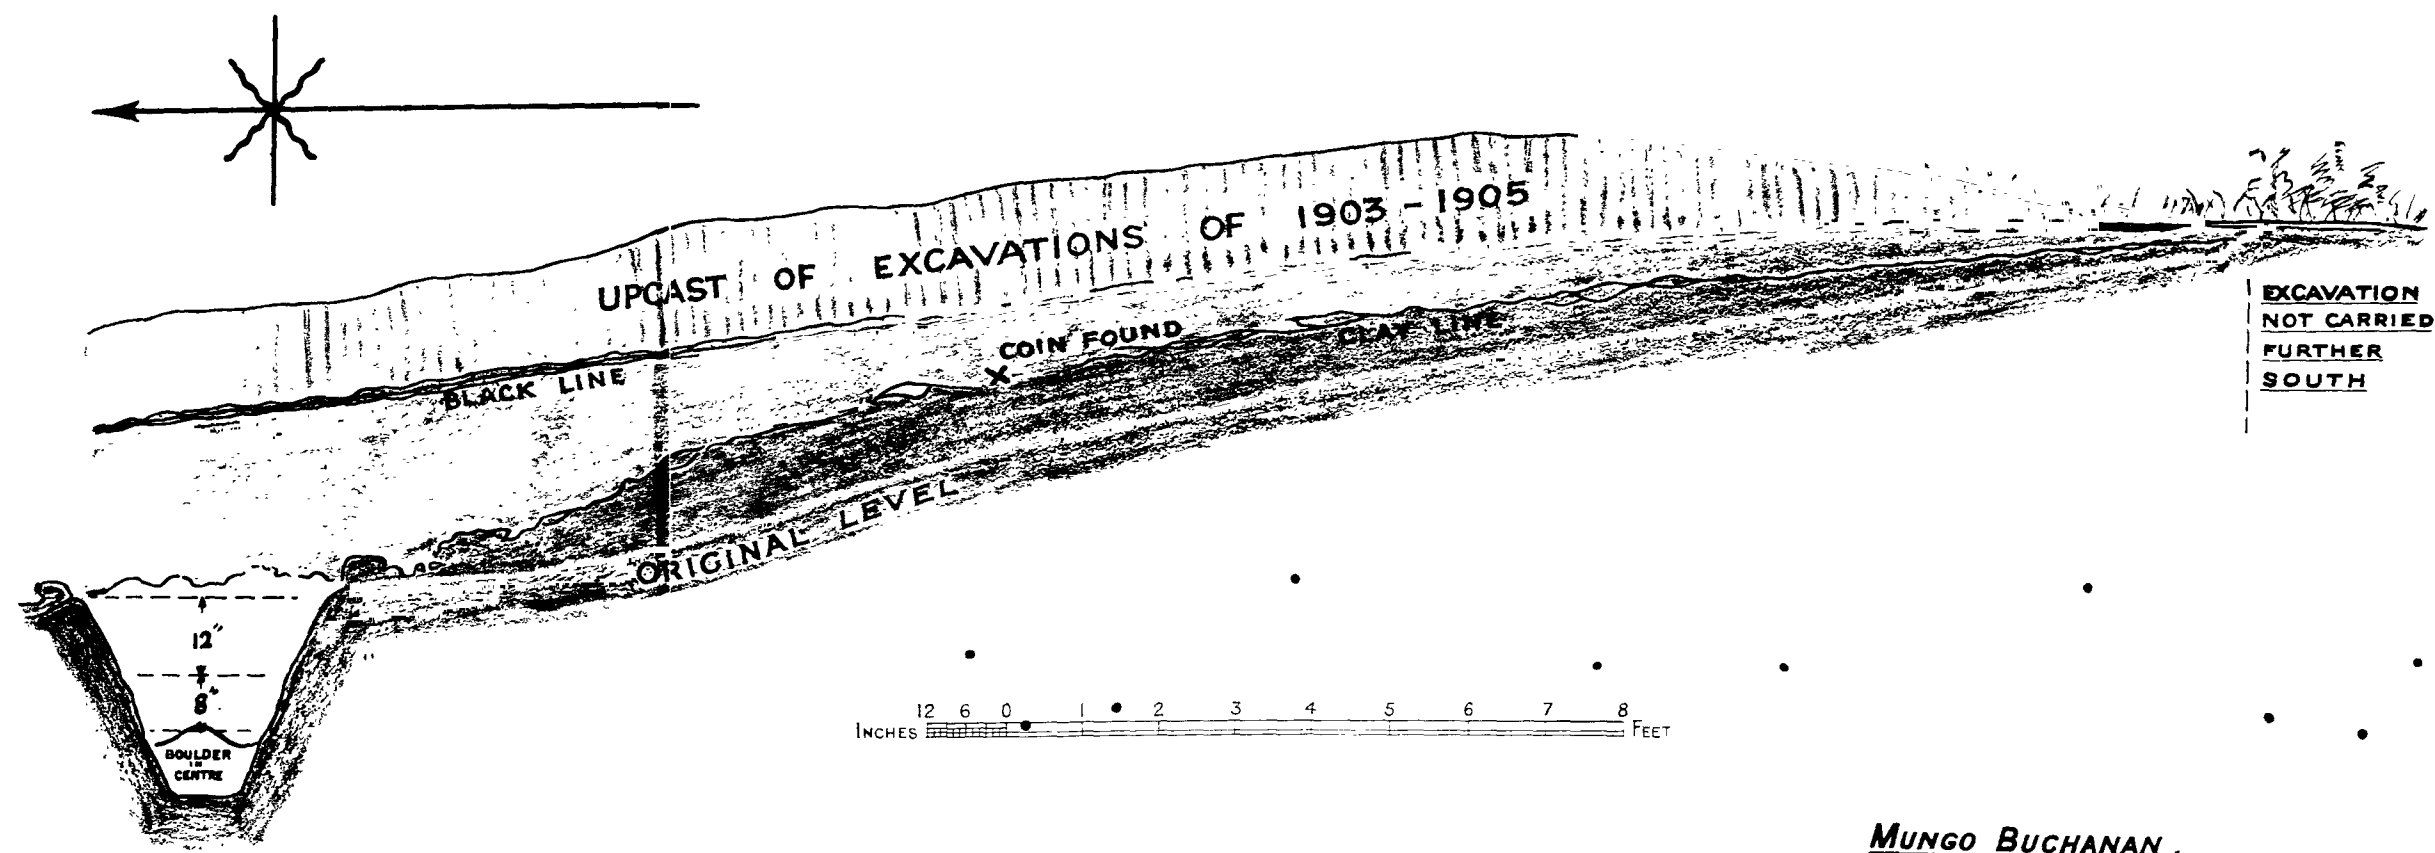 UPCAST OF EXCAVATIONS OF 1903-1905
BLACK LINE
COIN FOUND
X
CLAY LINE
ORIGINAL LEVEL
EXCAVATION
NOT CARRIED
FURTHER
SOUTH
12"
8"
BOULDER
IN
CENTRE
12 6 0 1 2 3 4 5 6 7 8
INCHES FEET
MUNGO BUCHANAN.